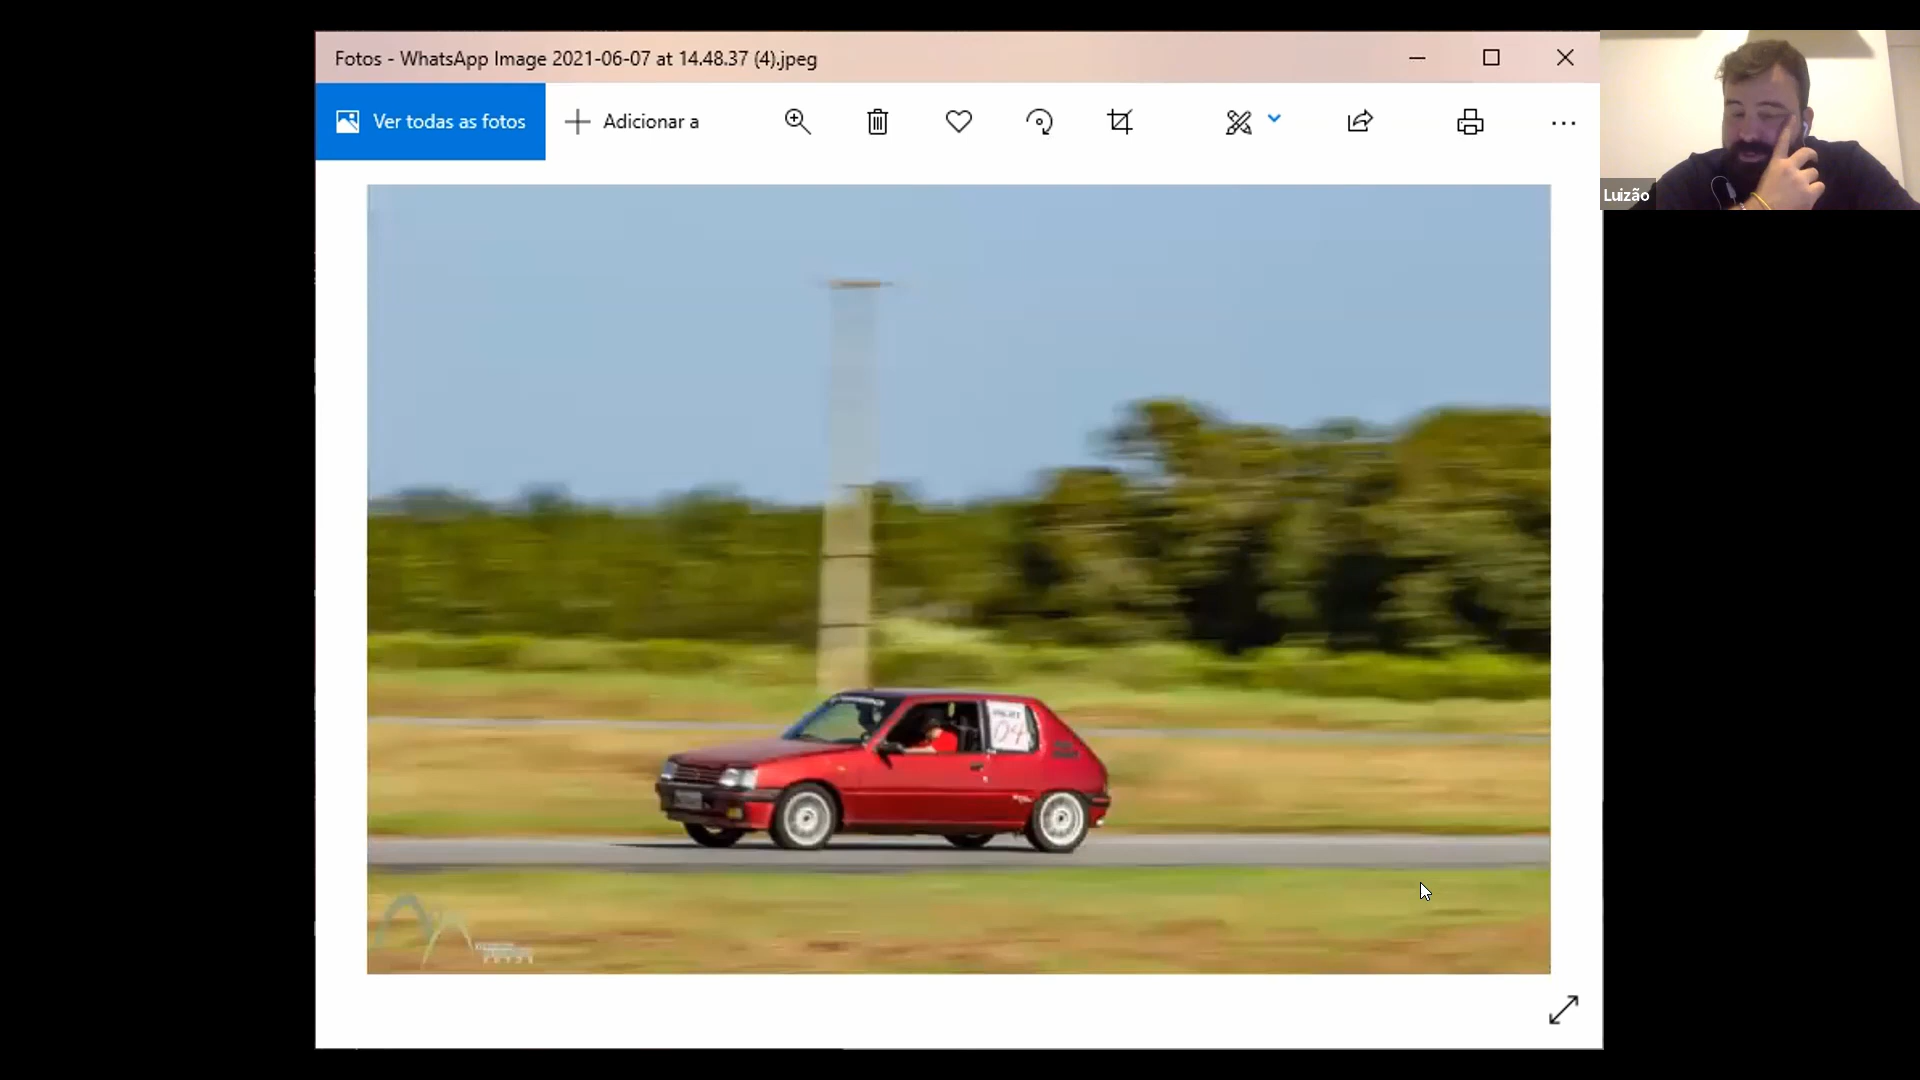 Fotos - WhatsApp Image 2021-06-07 at 14.48.37 (4).jpeg
Ver todas as fotos
Adicionar a
Luizão
04